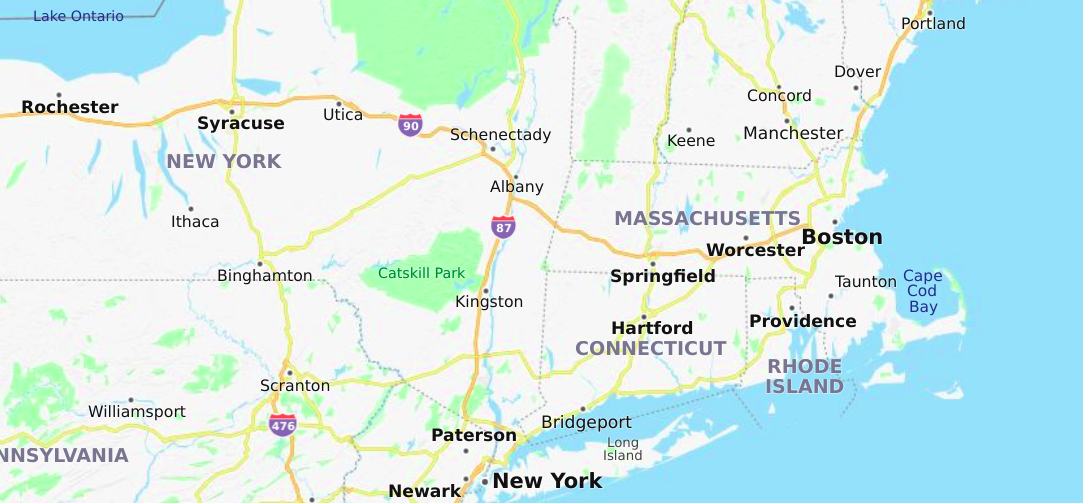 Lake Ontario
Portland
Dover
Rochester
Concord
Utica
Syracuse
90
Schenectady
Manchester
Keene
NEW YORK
Albany
Ithaca
MASSACHUSETTS
87
Boston
Worcester
Catskill Park
Binghamton
Springfield
Taunton
Cape
Cod
Bay
Kingston
Providence
Hartford
CONNECTICUT
RHODE
ISLAND
Scranton
Williamsport
Bridgeport
476
Paterson
Long
Island
NNSYLVANIA
New York
Newark